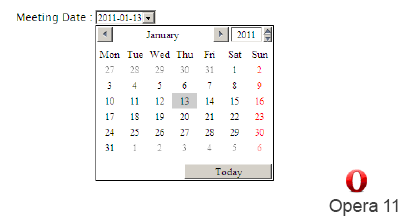 Meeting Date : 2011-01-13
January 2011
Mon Tue Wed Thu Fri Sat Sun
27 28 29 30 31 1 2
3 4 5 6 7 8 9
10 11 12 13 14 15 16
17 18 19 20 21 22 23
24 25 26 27 28 29 30
31 1 2 3 4 5 6
Today
Opera 11